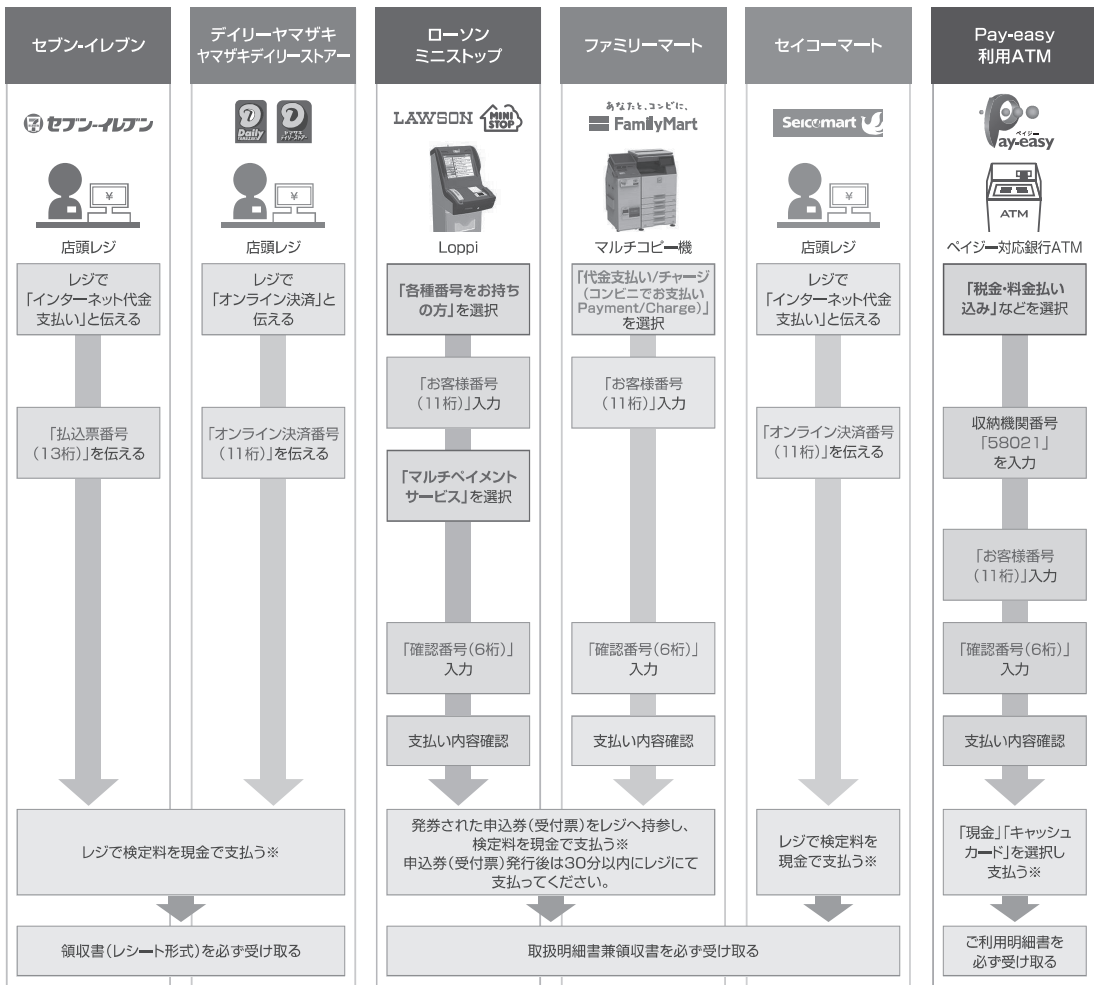 セブン-イレブン
デイリーヤマザキ
ヤマザキデイリーストアー
ローソン
ミニストップ
ファミリーマート
セイコーマート
Pay-easy
利用ATM
セブン-イレブン
Daily
YAMAZAKI
ヤマザキ
デイリーストアー
LAWSON
MINI
STOP
あなたと、コンビに、
FamilyMart
Seicomart
ペイジー
Pay-easy
¥
¥
¥
ATM
店頭レジ
店頭レジ
Loppi
マルチコピー機
店頭レジ
ペイジー対応銀行ATM
レジで
「インターネット代金
支払い」と伝える
レジで
「オンライン決済」と
伝える
「各種番号をお持ち
の方」を選択
「代金支払い/チャージ
(コンビニでお支払い
Payment/Charge)」
を選択
レジで
「インターネット代金
支払い」と伝える
「税金・料金払い
込み」などを選択
「お客様番号
(11桁)」入力
「お客様番号
(11桁)」入力
「払込票番号
(13桁)」を伝える
「オンライン決済番号
(11桁)」を伝える
「マルチペイメント
サービス」を選択
「オンライン決済番号
(11桁)」を伝える
収納機関番号
「58021」
を入力
「お客様番号
(11桁)」入力
「確認番号(6桁)」
入力
「確認番号(6桁)」
入力
「確認番号(6桁)」
入力
支払い内容確認
支払い内容確認
支払い内容確認
レジで検定料を現金で支払う※
発券された申込券(受付票)をレジへ持参し、
検定料を現金で支払う※
申込券(受付票)発行後は30分以内にレジにて
支払ってください。
レジで検定料を
現金で支払う※
「現金」「キャッシュ
カード」を選択し
支払う※
領収書(レシート形式)を必ず受け取る
取扱明細書兼領収書を必ず受け取る
ご利用明細書を
必ず受け取る